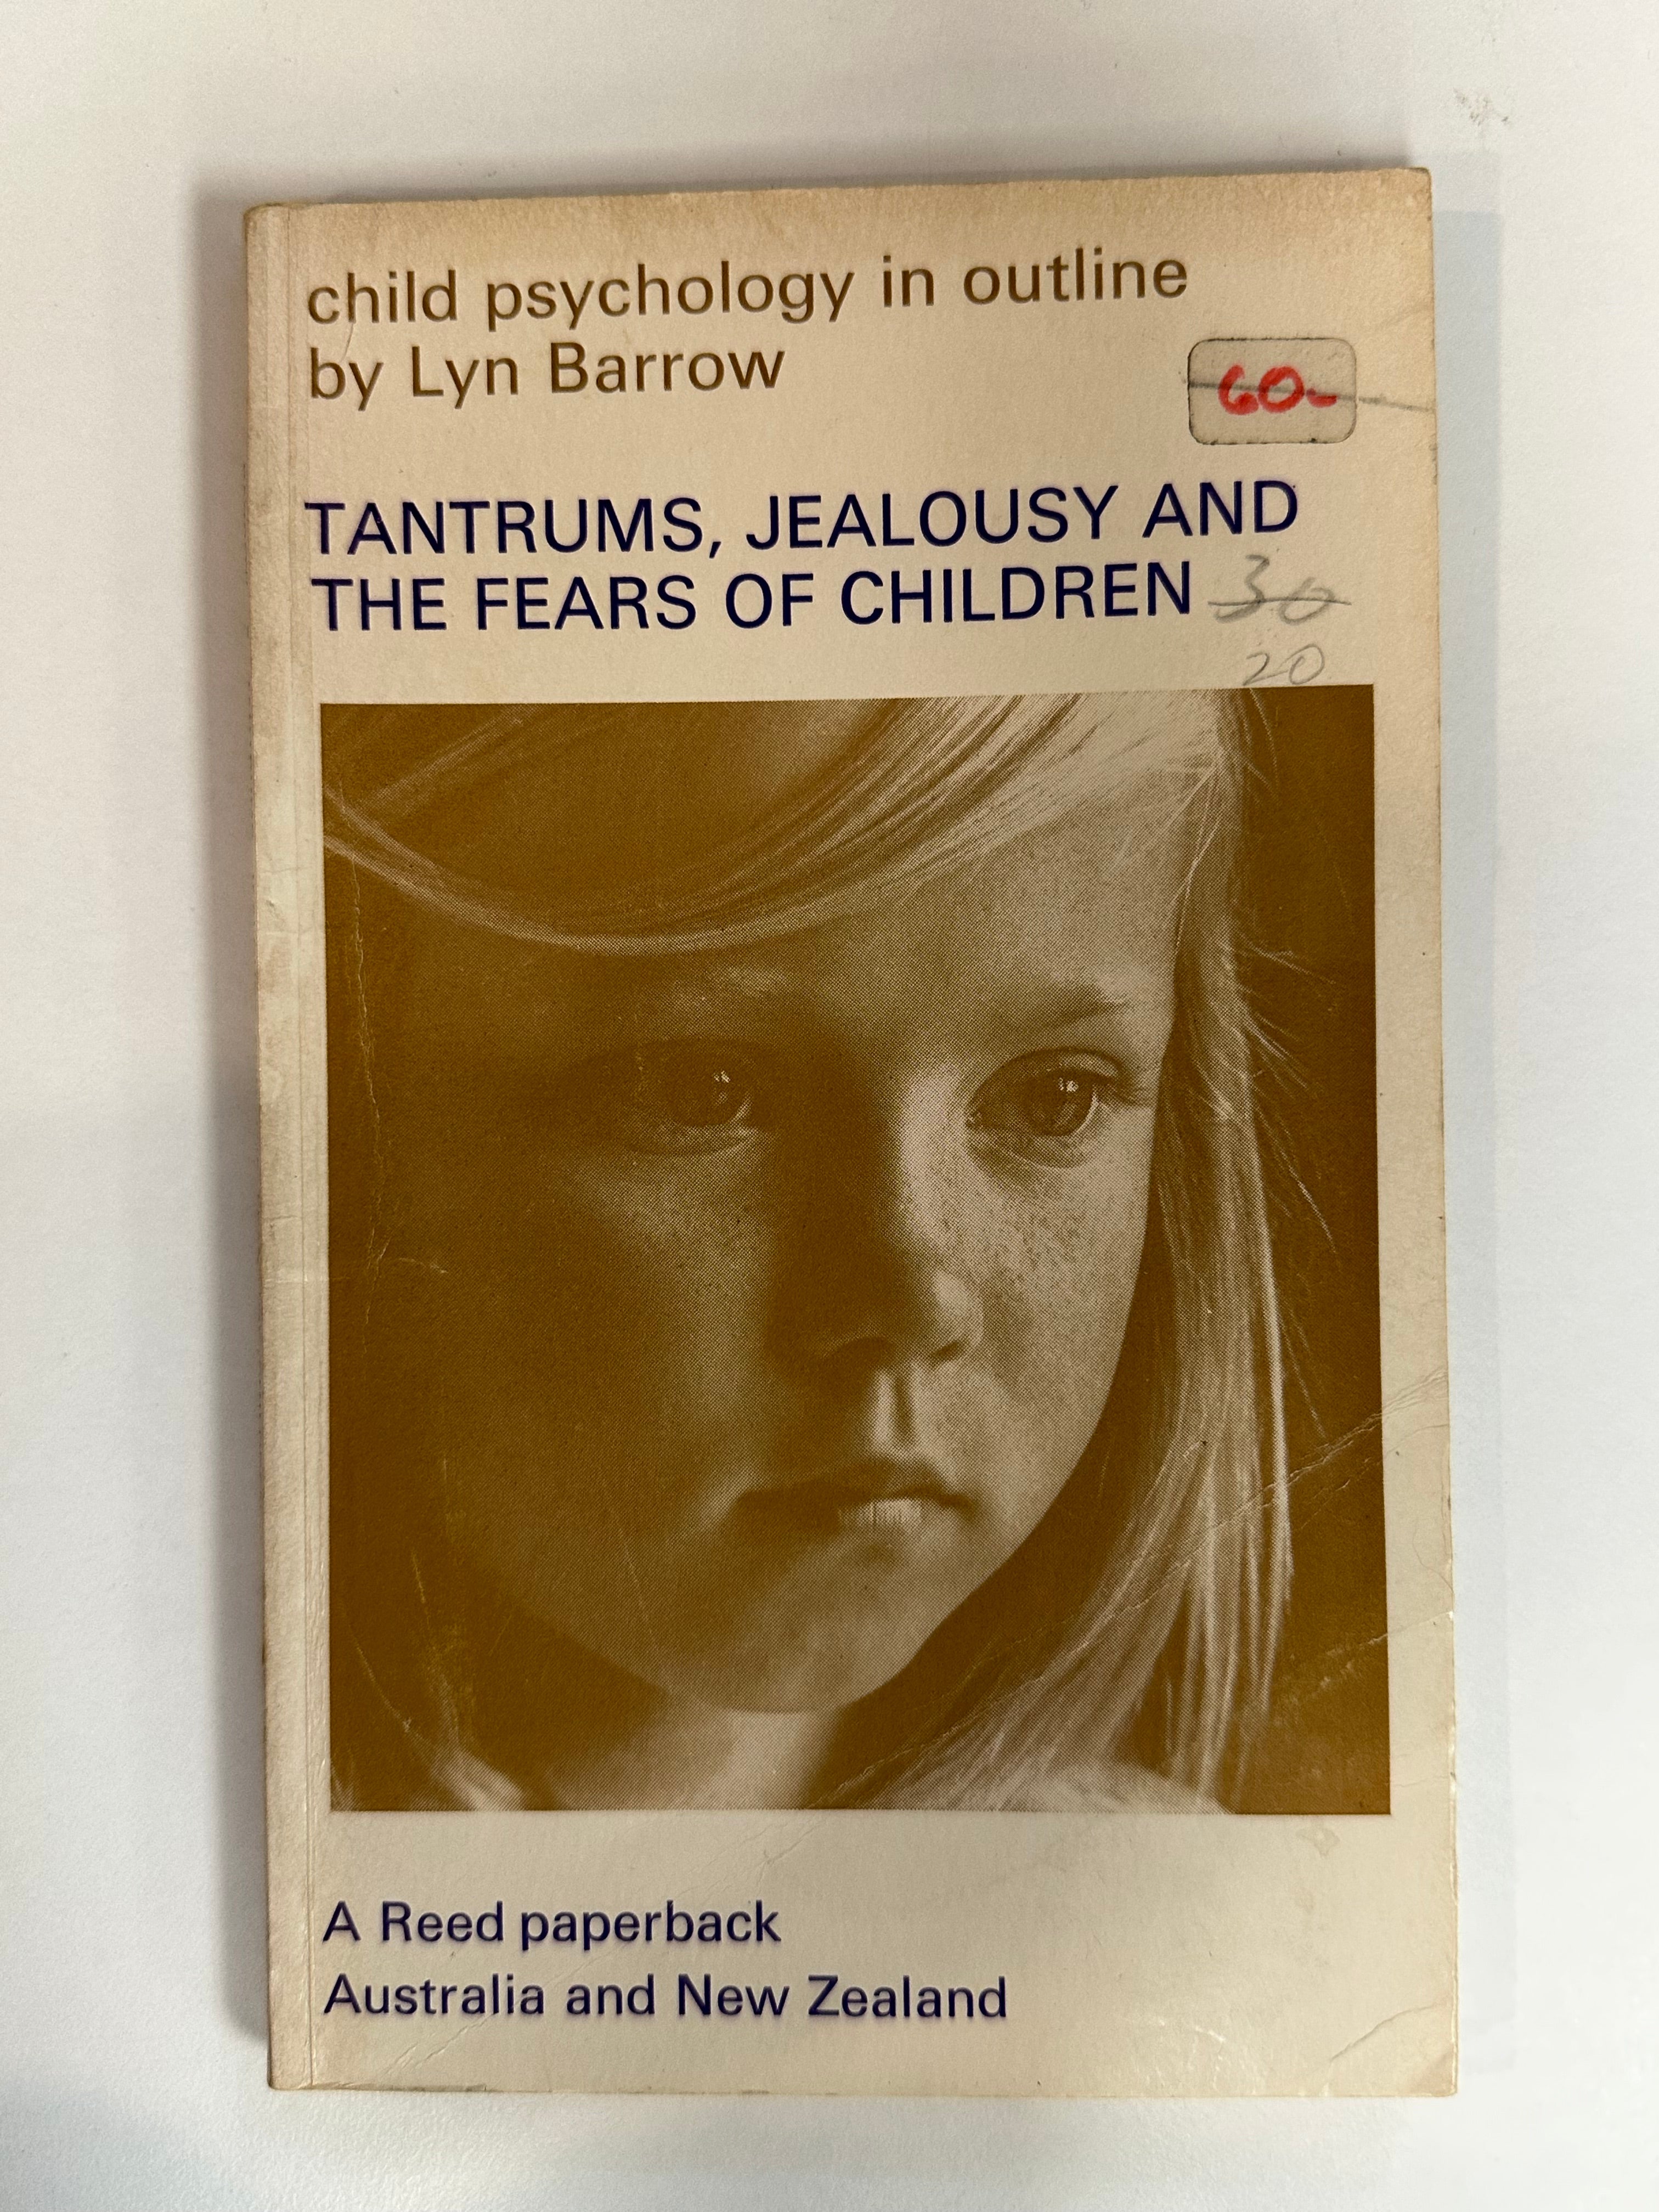 child psychology in outline
by Lyn Barrow
60-
TANTRUMS, JEALOUSY AND
THE FEARS OF CHILDREN 30
20
A Reed paperback
Australia and New Zealand